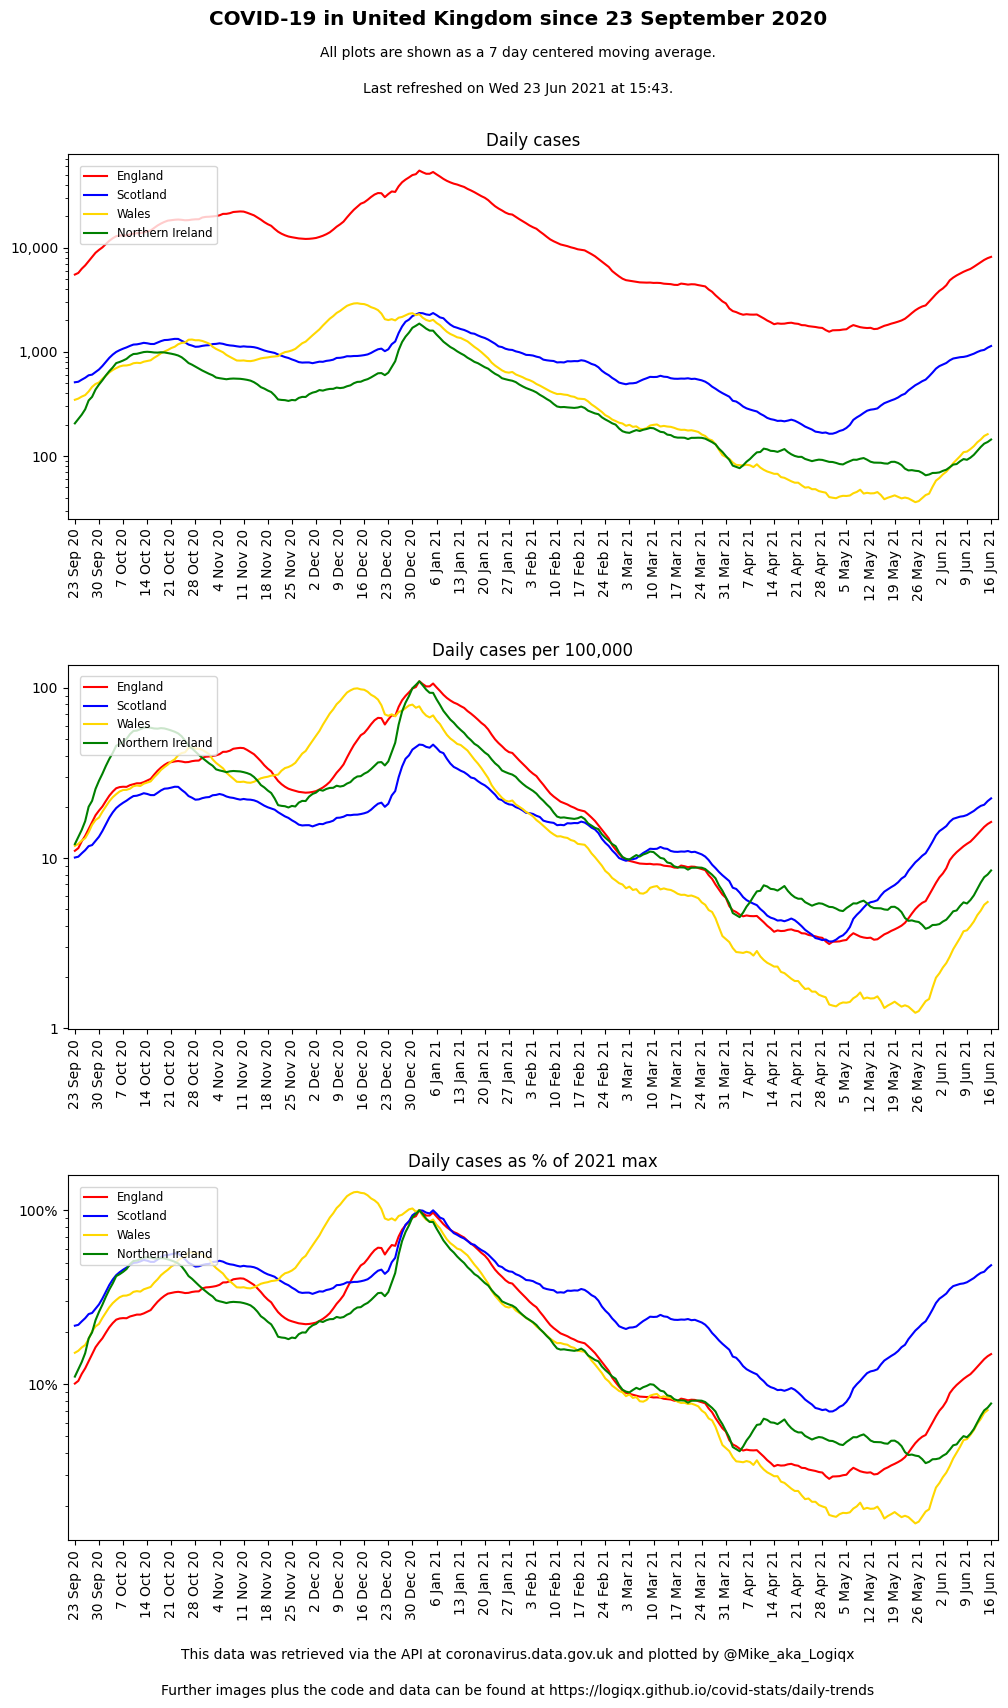 COVID-19 in United Kingdom since 23 September 2020
All plots are shown as a 7 day centered moving average.
Last refreshed on Wed 23 Jun 2021 at 15:43.
Daily cases
England
Scotland
Wales
Northern Ireland
10,000
1,000
100
23 Sep 20
30 Sep 20
7 Oct 20
14 Oct 20
21 Oct 20
28 Oct 20
4 Nov 20
11 Nov 20
18 Nov 20
25 Nov 20
2 Dec 20
9 Dec 20
16 Dec 20
23 Dec 20
30 Dec 20
6 Jan 21
13 Jan 21
20 Jan 21
27 Jan 21
3 Feb 21
10 Feb 21
17 Feb 21
24 Feb 21
3 Mar 21
10 Mar 21
17 Mar 21
24 Mar 21
31 Mar 21
7 Apr 21
14 Apr 21
21 Apr 21
28 Apr 21
5 May 21
12 May 21
19 May 21
26 May 21
2 Jun 21
9 Jun 21
16 Jun 21
Daily cases per 100,000
England
Scotland
Wales
Northern Ireland
100
10
1
23 Sep 20
30 Sep 20
7 Oct 20
14 Oct 20
21 Oct 20
28 Oct 20
4 Nov 20
11 Nov 20
18 Nov 20
25 Nov 20
2 Dec 20
9 Dec 20
16 Dec 20
23 Dec 20
30 Dec 20
6 Jan 21
13 Jan 21
20 Jan 21
27 Jan 21
3 Feb 21
10 Feb 21
17 Feb 21
24 Feb 21
3 Mar 21
10 Mar 21
17 Mar 21
24 Mar 21
31 Mar 21
7 Apr 21
14 Apr 21
21 Apr 21
28 Apr 21
5 May 21
12 May 21
19 May 21
26 May 21
2 Jun 21
9 Jun 21
16 Jun 21
Daily cases as % of 2021 max
England
Scotland
Wales
Northern Ireland
100%
10%
23 Sep 20
30 Sep 20
7 Oct 20
14 Oct 20
21 Oct 20
28 Oct 20
4 Nov 20
11 Nov 20
18 Nov 20
25 Nov 20
2 Dec 20
9 Dec 20
16 Dec 20
23 Dec 20
30 Dec 20
6 Jan 21
13 Jan 21
20 Jan 21
27 Jan 21
3 Feb 21
10 Feb 21
17 Feb 21
24 Feb 21
3 Mar 21
10 Mar 21
17 Mar 21
24 Mar 21
31 Mar 21
7 Apr 21
14 Apr 21
21 Apr 21
28 Apr 21
5 May 21
12 May 21
19 May 21
26 May 21
2 Jun 21
9 Jun 21
16 Jun 21
This data was retrieved via the API at coronavirus.data.gov.uk and plotted by @Mike_aka_Logiqx
Further images plus the code and data can be found at https://logiqx.github.io/covid-stats/daily-trends